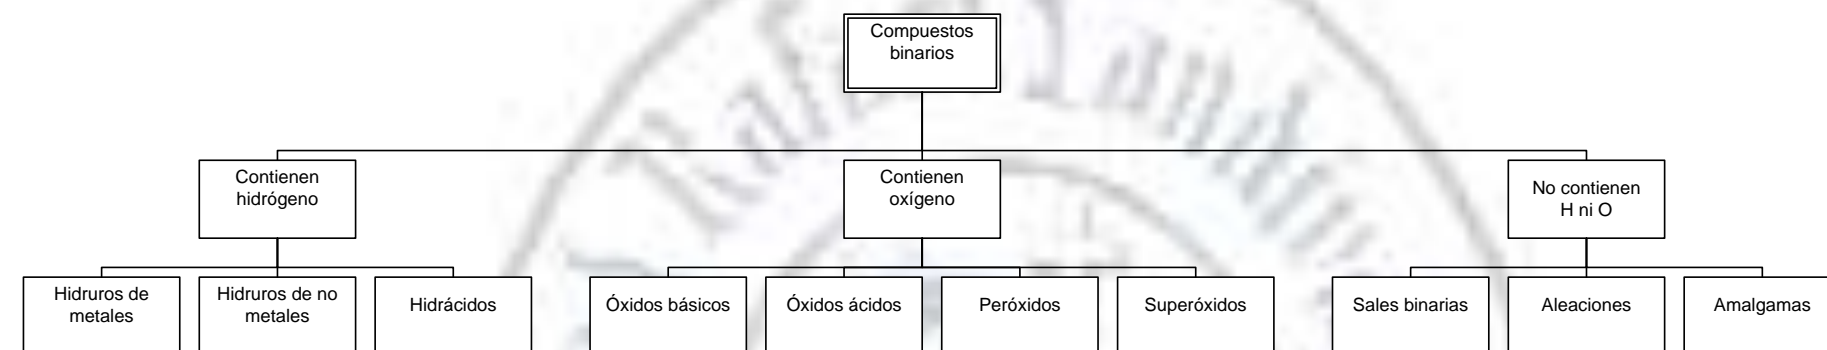 Compuestos
binarios
Contienen
hidrógeno
Contienen
oxígeno
No contienen
H ni O
Hidruros de
metales
Hidruros de no
metales
Hidrácidos
Óxidos básicos
Óxidos ácidos
Peróxidos
Superóxidos
Sales binarias
Aleaciones
Amalgamas